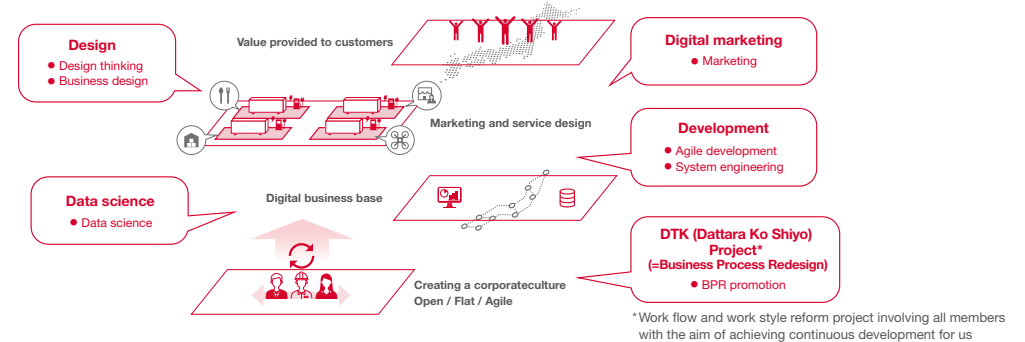 Design
● Design thinking
● Business design
Value provided to customers
Digital marketing
● Marketing
Marketing and service design
Development
● Agile development
● System engineering
Data science
● Data science
Digital business base
DTK (Dattara Ko Shiyo)
Project*
(=Business Process Redesign)
● BPR promotion
Creating a corporateculture
Open / Flat / Agile
*Work flow and work style reform project involving all members
with the aim of achieving continuous development for us